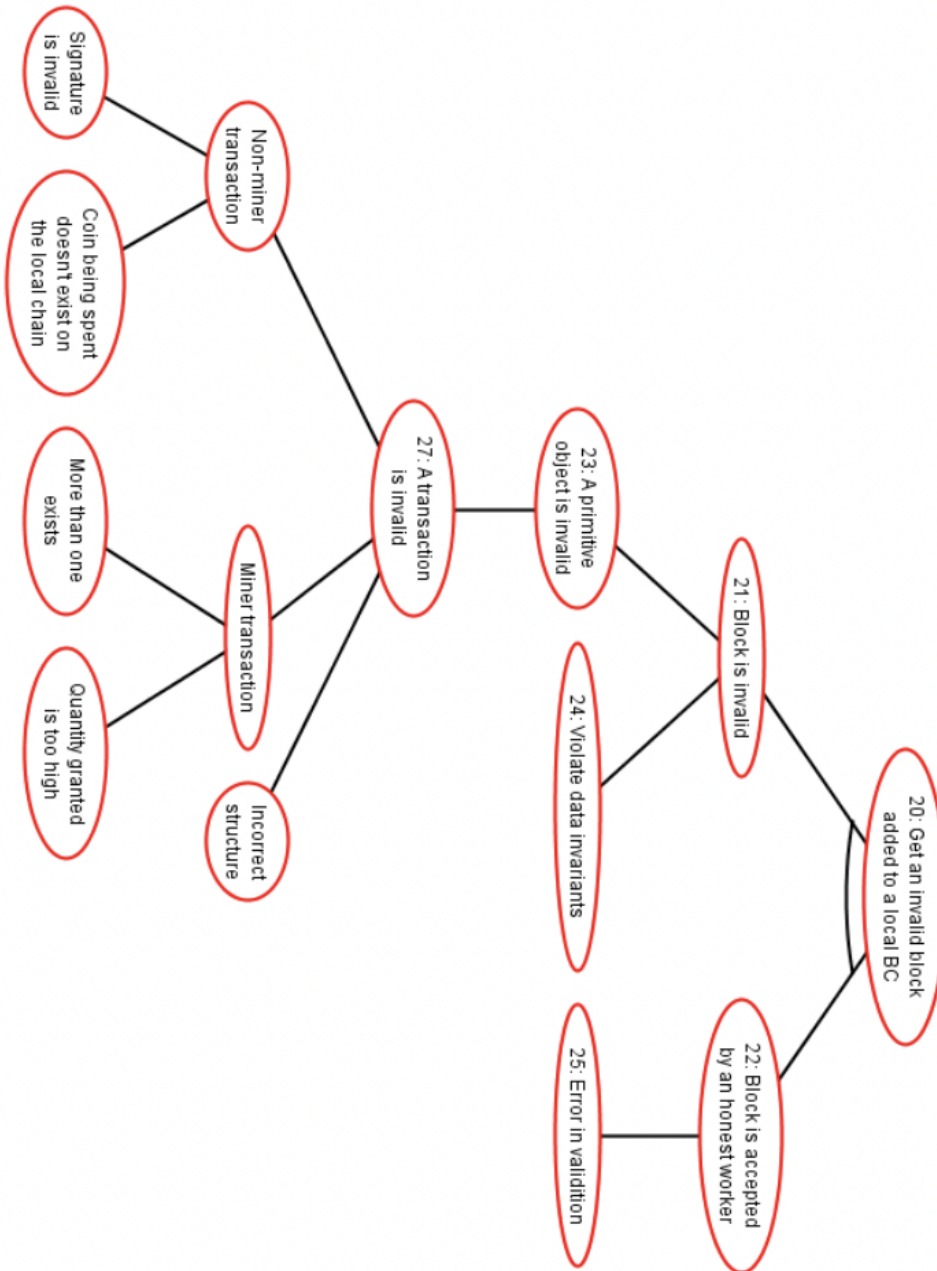 20: Get an invalid block
added to a local BC
21: Block is invalid
22: Block is accepted
by an honest worker
23: A primitive
object is invalid
24: Violate data invariants
25: Error in validition
27: A transaction
is invalid
Non-miner
transaction
Miner transaction
Incorrect
structure
Signature
is invalid
Coin being spent
doesn't exist on
the local chain
More than one
exists
Quantity granted
is too high